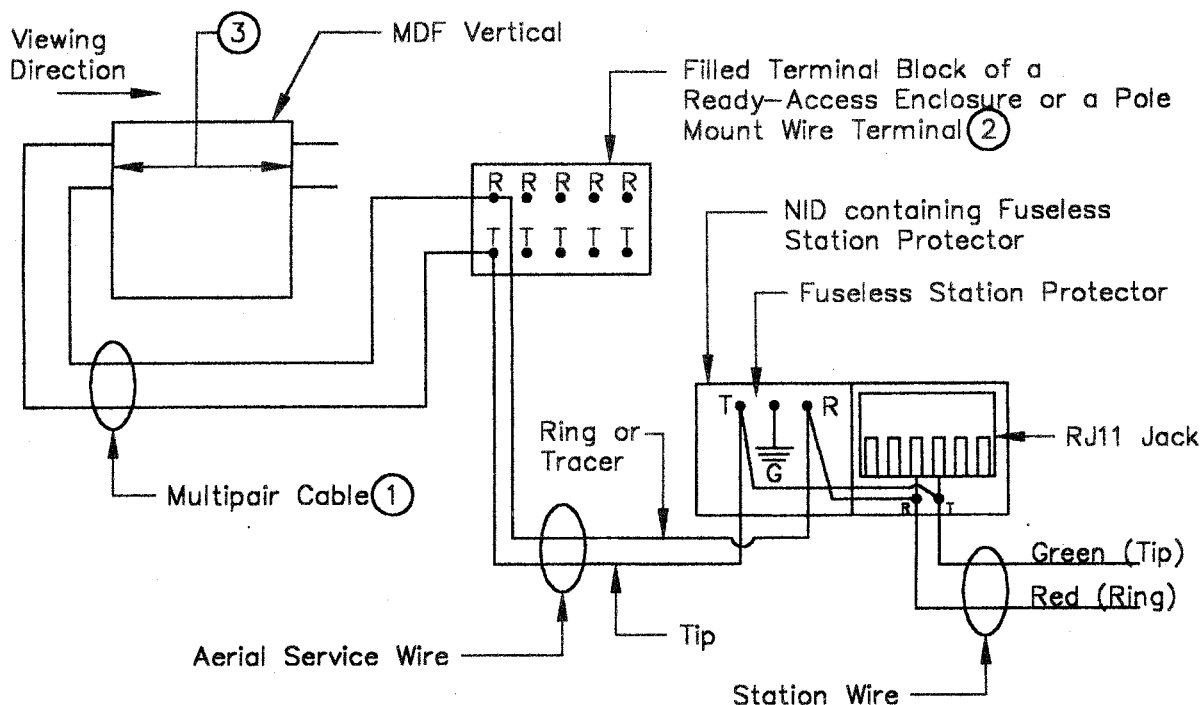 Viewing
Direction
3
MDF Vertical
Filled Terminal Block of a
Ready-Access Enclosure or a Pole
Mount Wire Terminal 2
R R R R R
T T T T T
NID containing Fuseless
Station Protector
Fuseless Station Protector
T R
G
RJ11 Jack
R T
Ring or
Tracer
Multipair Cable 1
Green (Tip)
Red (Ring)
Tip
Aerial Service Wire
Station Wire